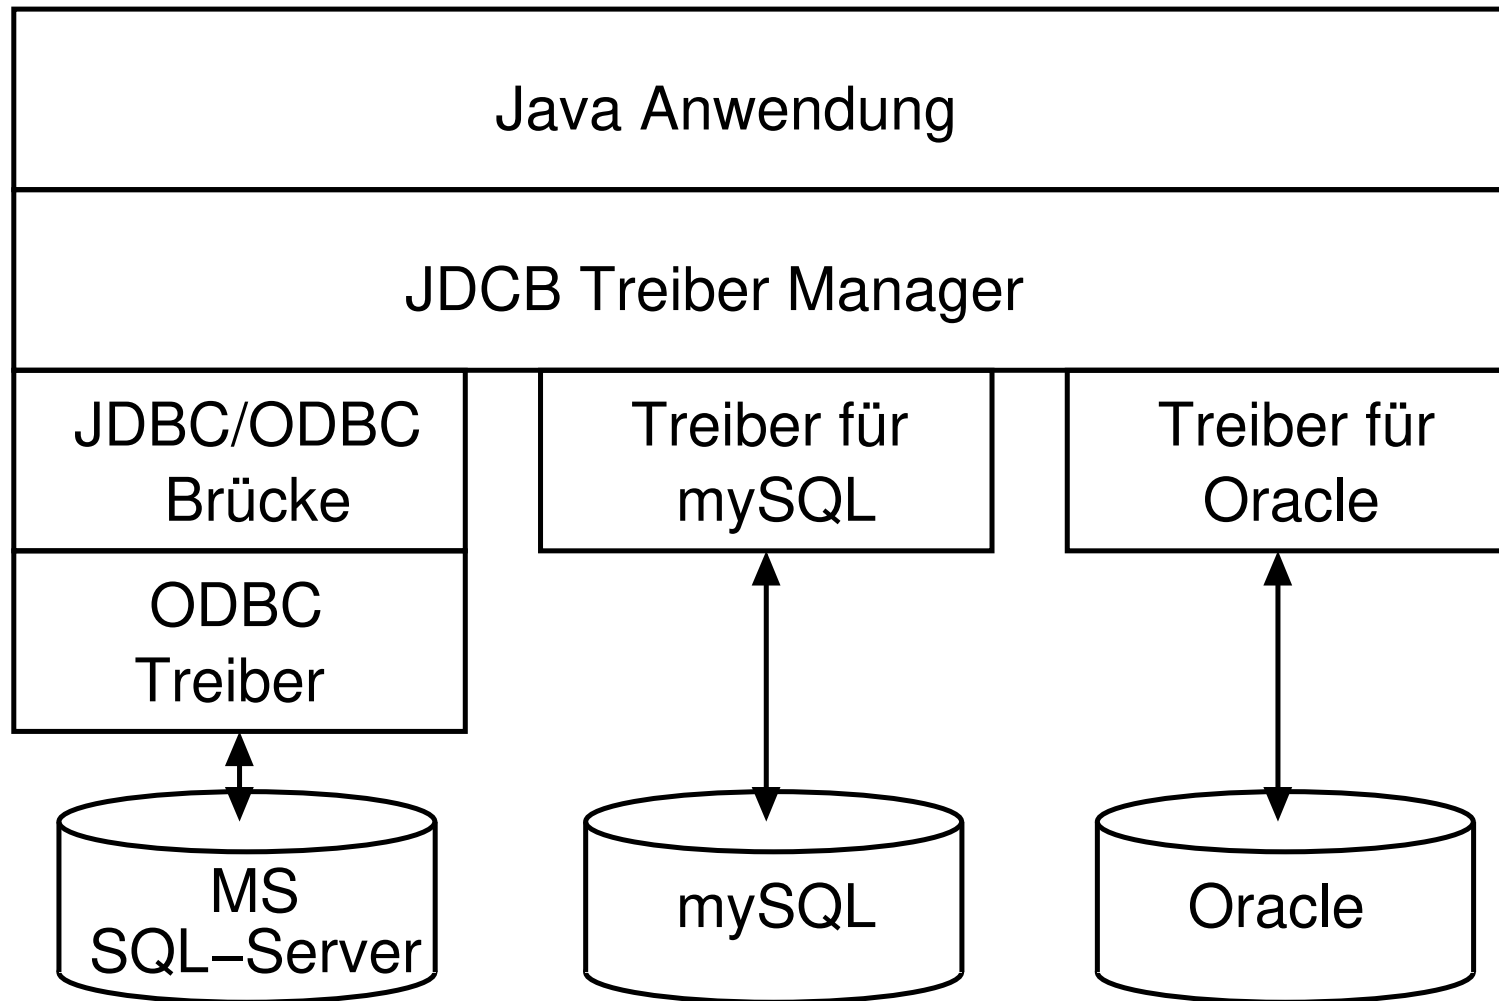 Java Anwendung
JDCB Treiber Manager
JDBC/ODBC
Brücke
Treiber für
mySQL
Treiber für
Oracle
ODBC
Treiber
MS
SQL–Server
mySQL
Oracle